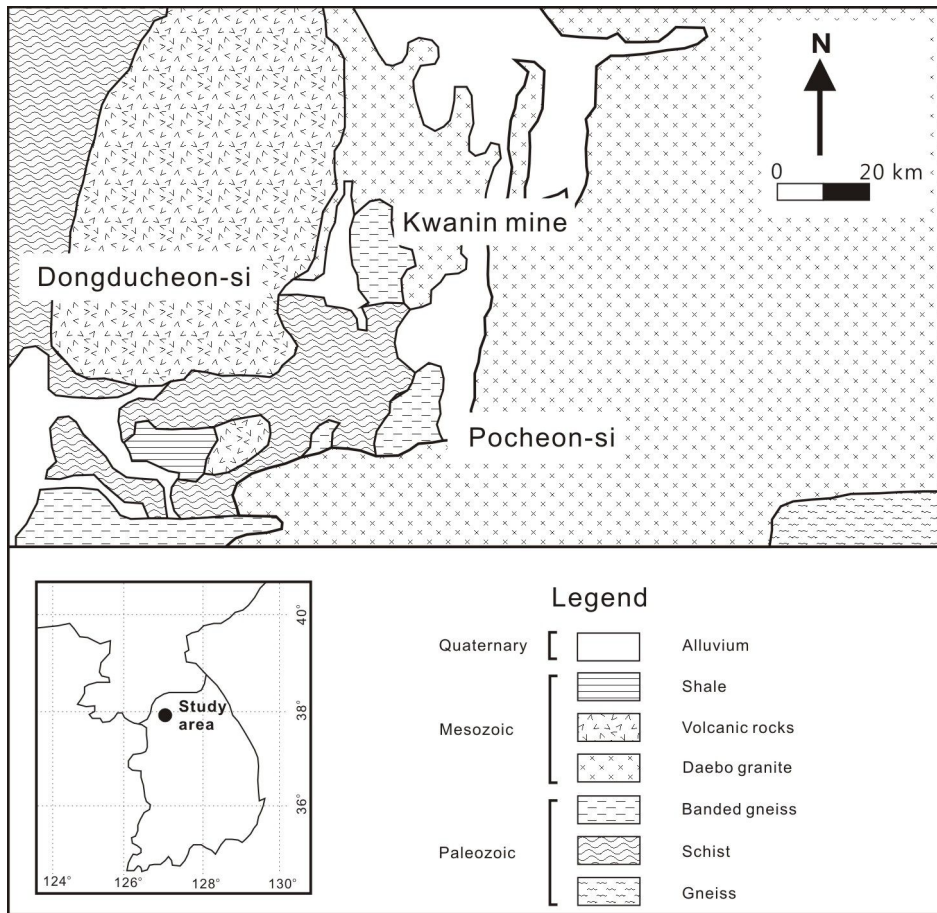 N
0 20 km
Kwanin mine
Dongducheon-si
Pocheon-si
Legend
Quaternary
Alluvium
Shale
Mesozoic
Volcanic rocks
Daebo granite
Banded gneiss
Paleozoic
Schist
Gneiss
40°
Study
area
38°
36°
124° 126° 128° 130°